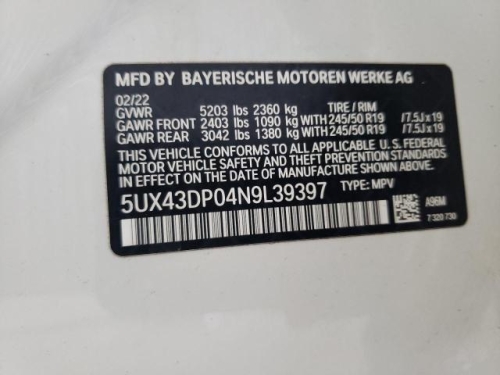 MFD BY BAYERISCHE MOTOREN WERKE AG
02/22
GVWR 5203 lbs 2360 kg TIRE / RIM
GAWR FRONT 2403 lbs 1090 kg WITH 245/50 R19 /7.5J x 19
GAWR REAR 3042 lbs 1380 kg WITH 245/50 R19 /7.5J x 19
THIS VEHICLE CONFORMS TO ALL APPLICABLE U.S. FEDERAL
MOTOR VEHICLE SAFETY AND THEFT PREVENTION STANDARDS
IN EFFECT ON THE DATE OF MANUFACTURE SHOWN ABOVE.
5UX43DP04N9L39397 TYPE: MPV
A96M
7 320 730